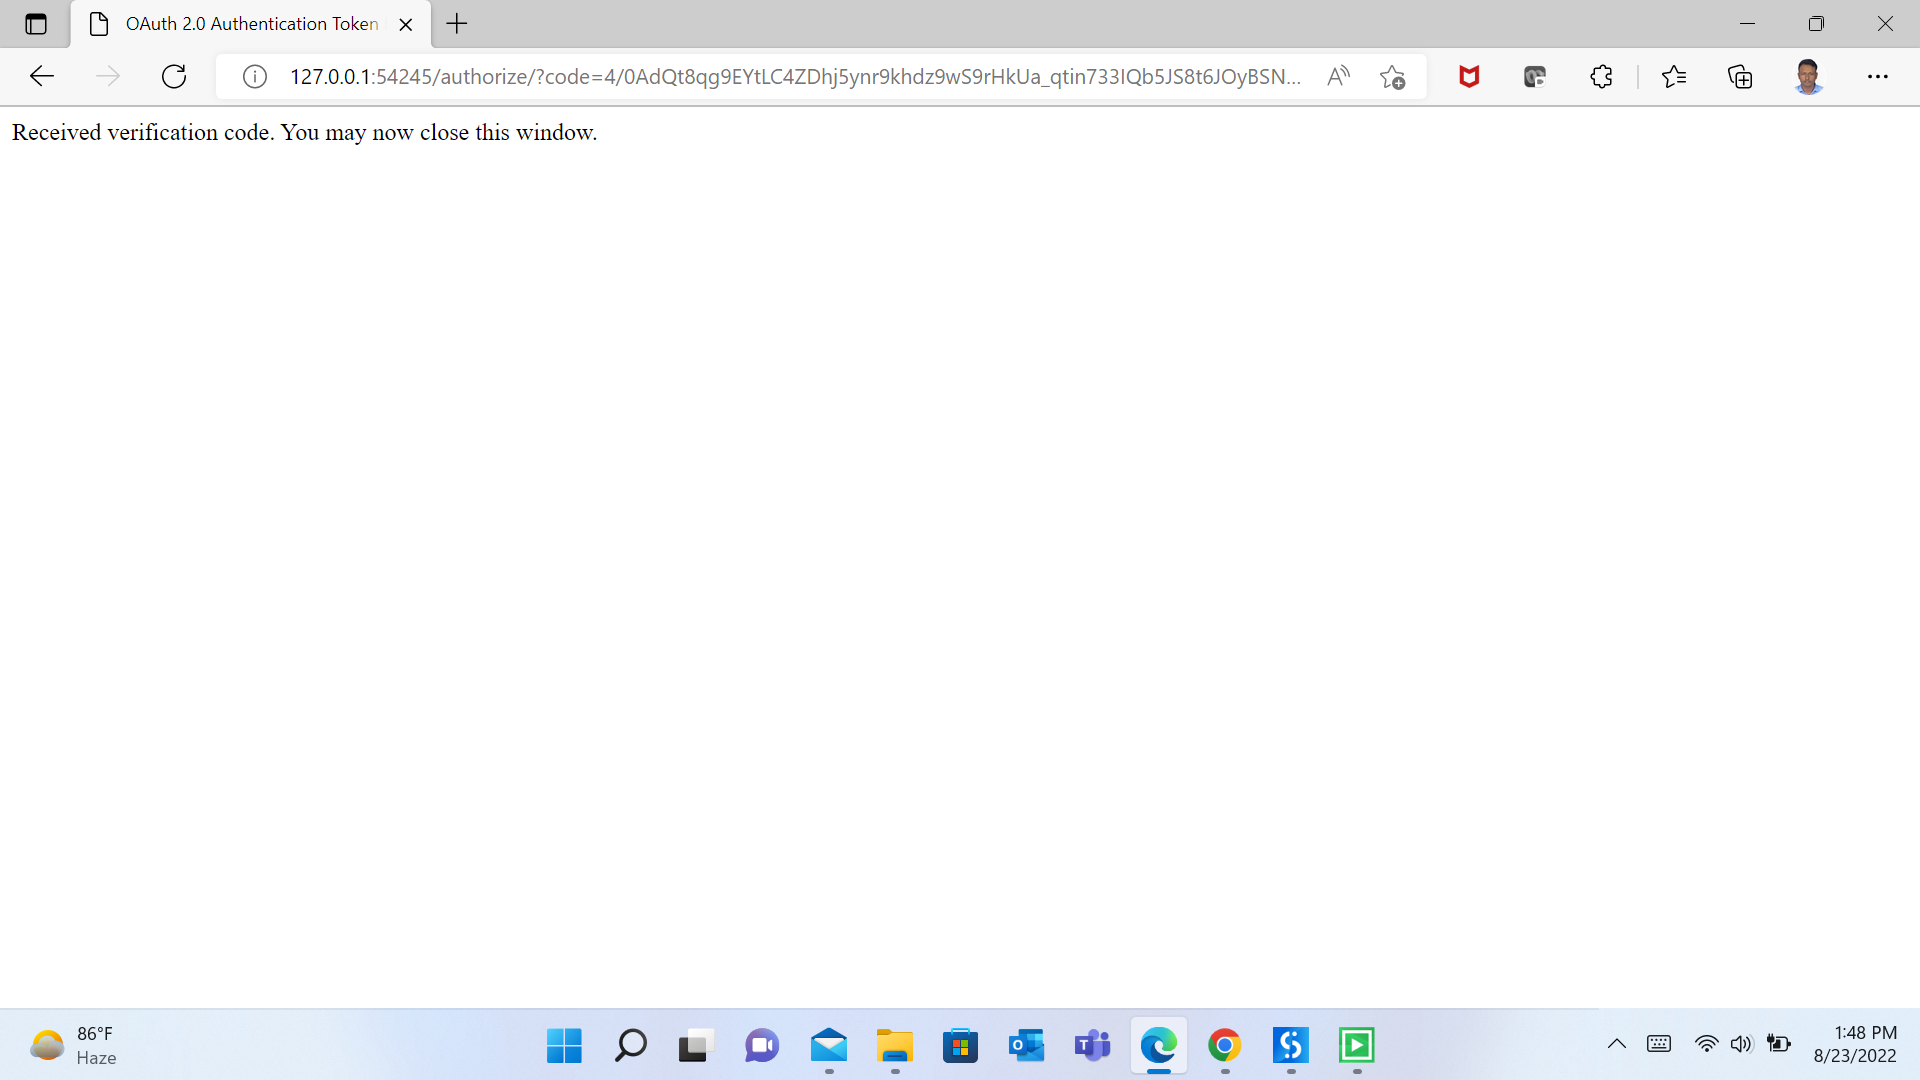 OAuth 2.0 Authentication Token
127.0.0.1:54245/authorize/?code=4/0AdQt8qg9EYtLC4ZDhj5ynr9khdz9wS9rHkUa_qtin733IQb5JS8t6JOyBSN...
Received verification code. You may now close this window.
86°F
Haze
1:48 PM
8/23/2022